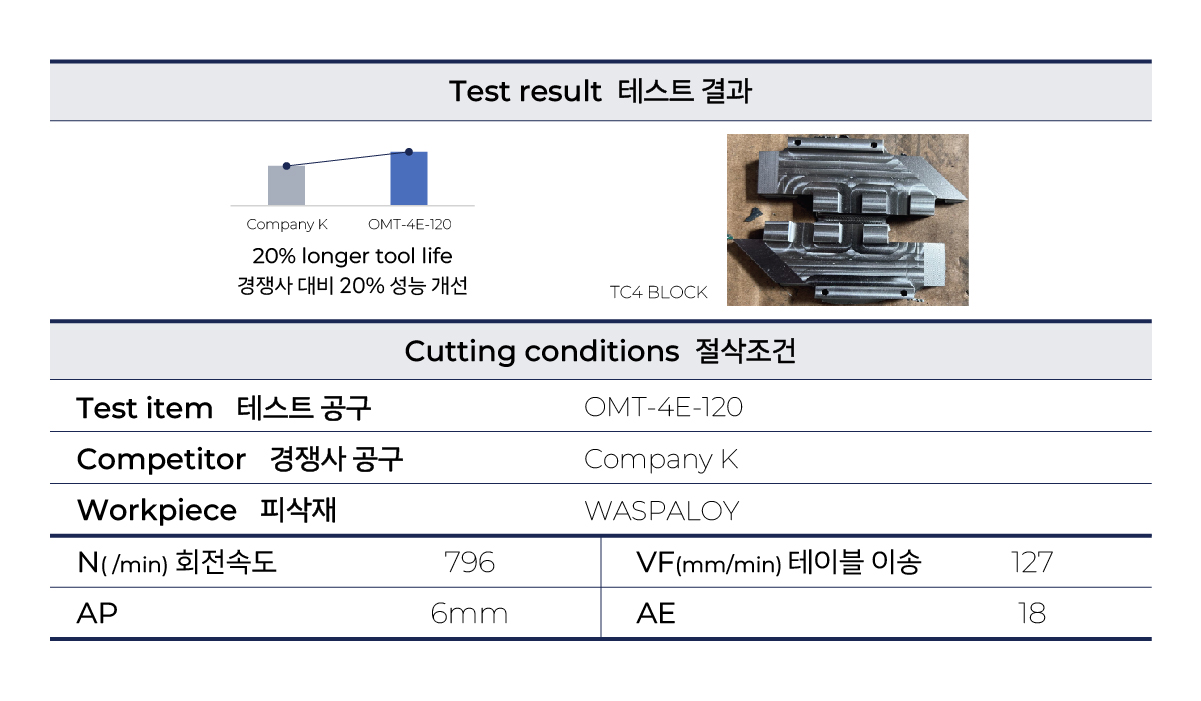 Test result 테스트 결과
Company K
OMT-4E-120
20% longer tool life
경쟁사 대비 20% 성능 개선
TC4 BLOCK
Cutting conditions 절삭조건
Test item 테스트 공구 OMT-4E-120
Competitor 경쟁사 공구 Company K
Workpiece 피삭재 WASPALOY
N( /min) 회전속도 796 VF(mm/min) 테이블 이송 127
AP 6mm AE 18